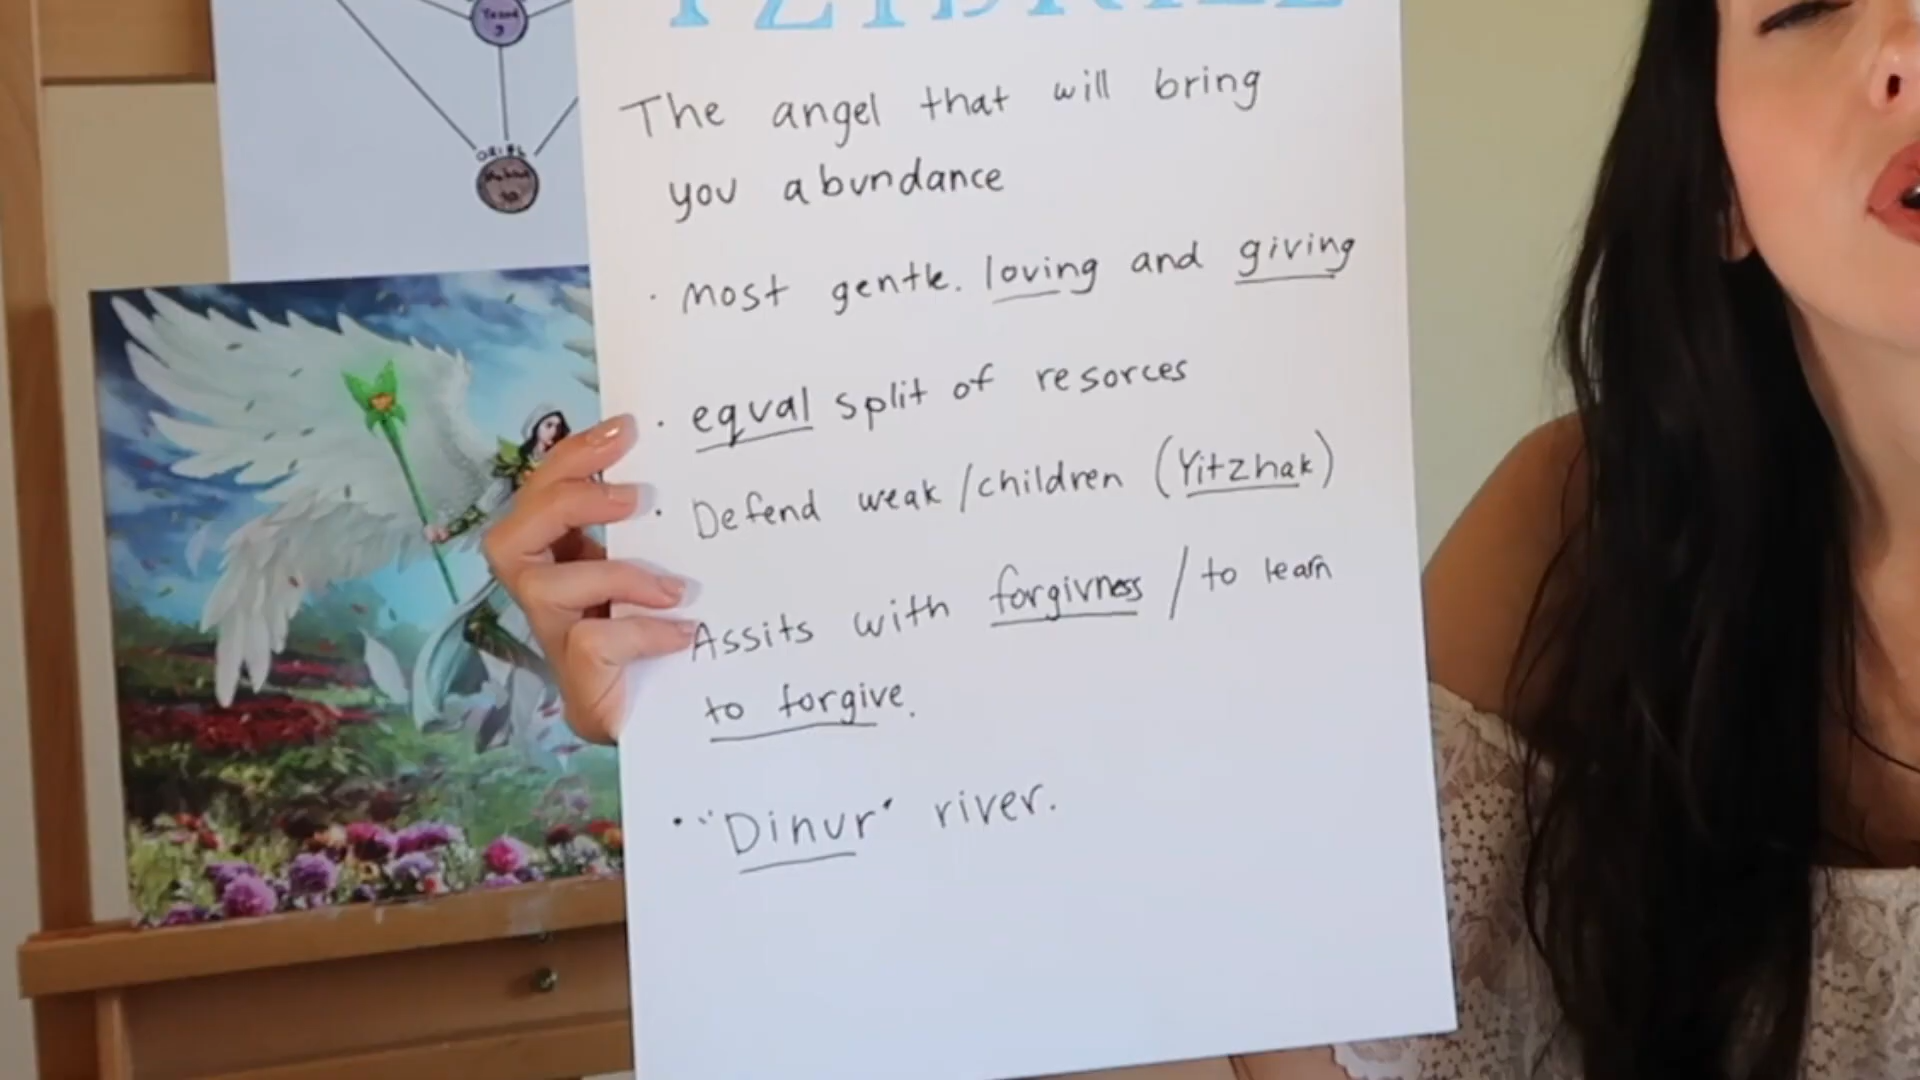 The angel that will bring
you abundance
· most gentle. loving and giving
· equal split of resorces
· Defend weak/children (Yitzhak)
Assits with forgivness / to learn
to forgive.
· "Dinur" river.
ORIEL